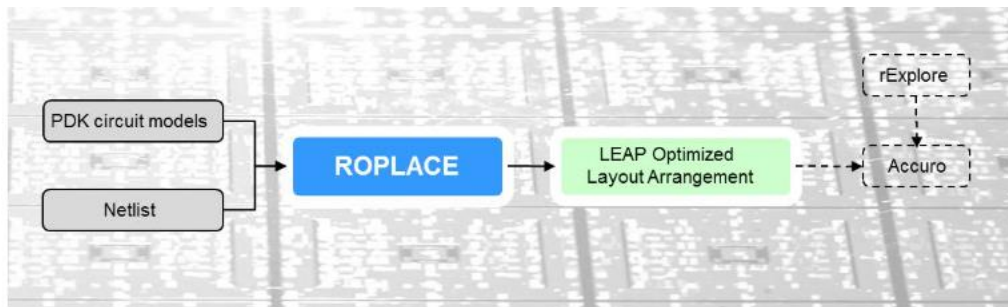 PDK circuit models
Netlist
ROPLACE
LEAP Optimized
Layout Arrangement
rExplore
Accuro